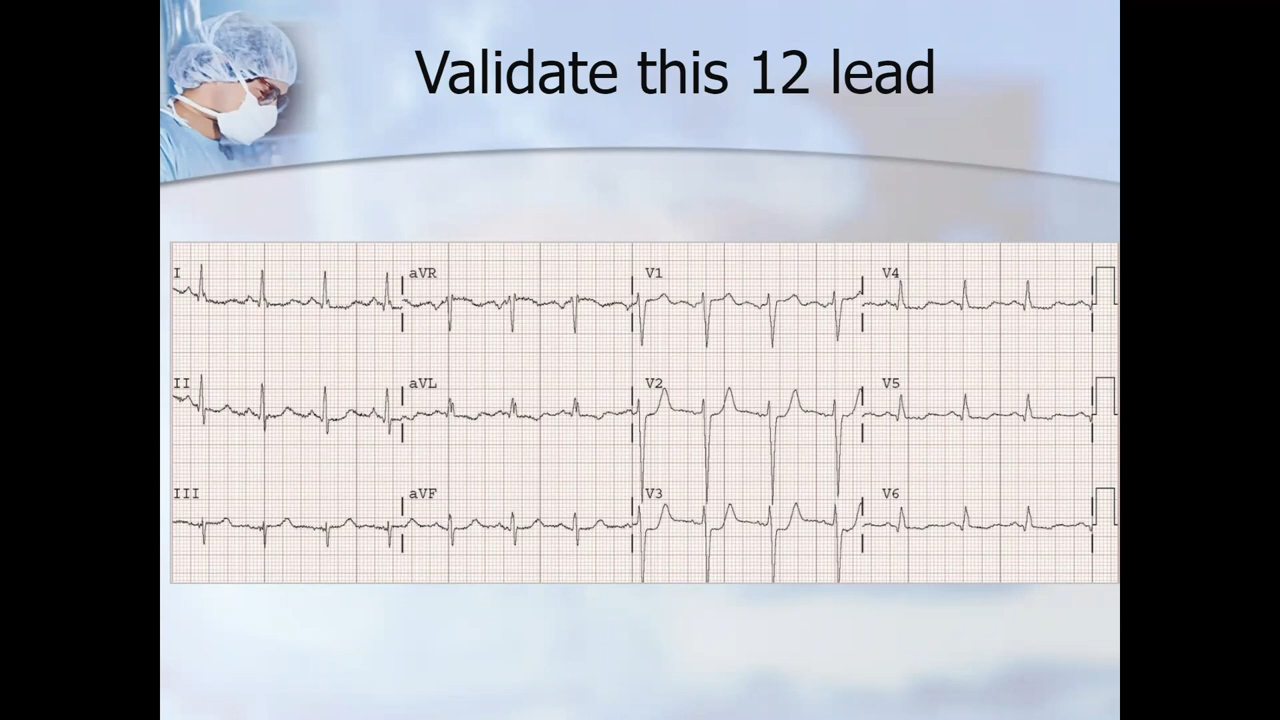 Validate this 12 lead
I aVR V1 V4
II aVL V2 V5
III aVF V3 V6